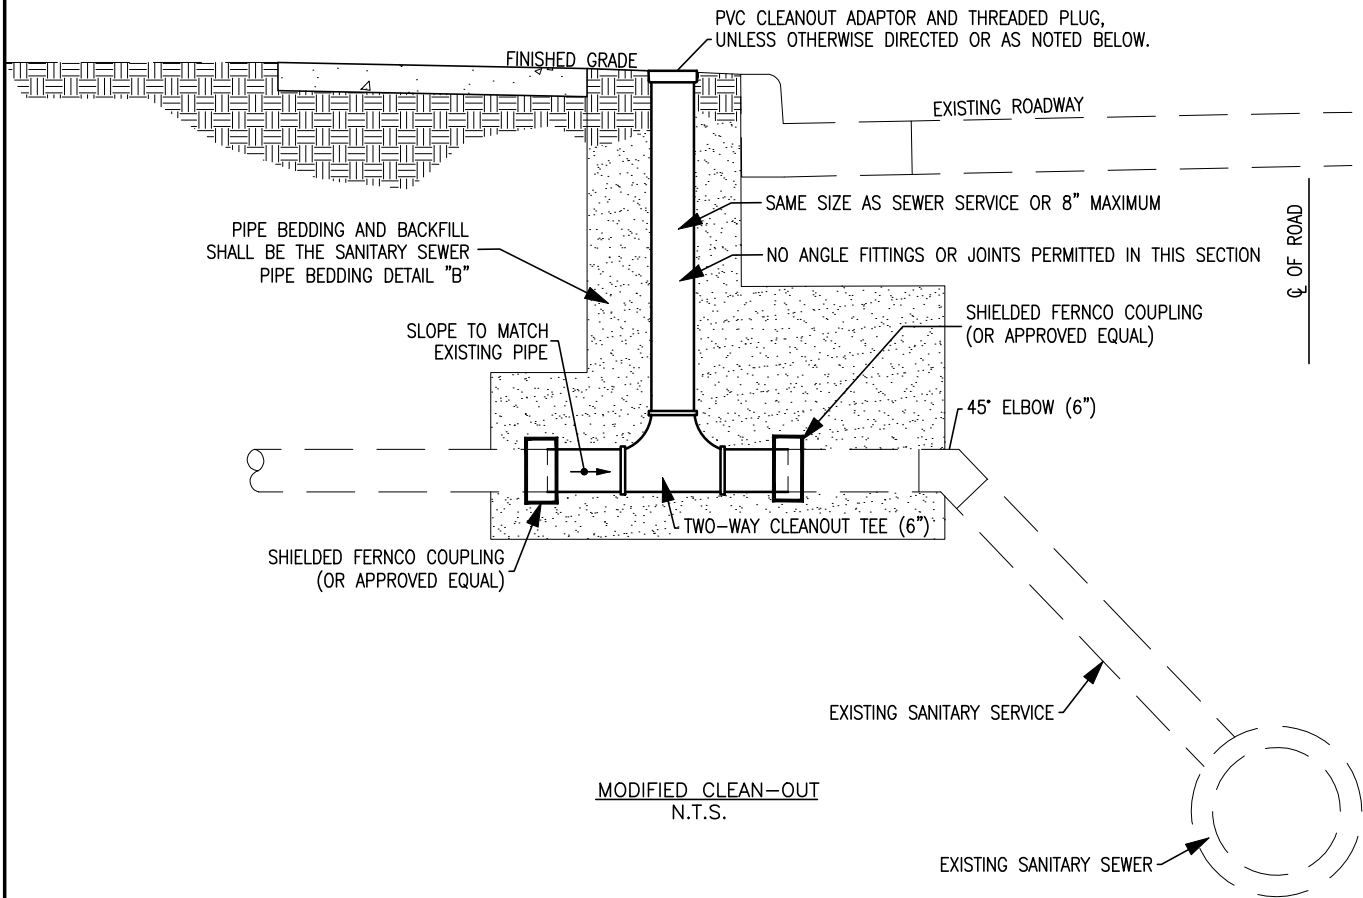 PVC CLEANOUT ADAPTOR AND THREADED PLUG,
UNLESS OTHERWISE DIRECTED OR AS NOTED BELOW.
FINISHED GRADE
EXISTING ROADWAY
SAME SIZE AS SEWER SERVICE OR 8" MAXIMUM
PIPE BEDDING AND BACKFILL
SHALL BE THE SANITARY SEWER
PIPE BEDDING DETAIL "B"
NO ANGLE FITTINGS OR JOINTS PERMITTED IN THIS SECTION
℄ OF ROAD
SHIELDED FERNCO COUPLING
(OR APPROVED EQUAL)
SLOPE TO MATCH
EXISTING PIPE
45° ELBOW (6")
TWO-WAY CLEANOUT TEE (6")
SHIELDED FERNCO COUPLING
(OR APPROVED EQUAL)
EXISTING SANITARY SERVICE
MODIFIED CLEAN-OUT
N.T.S.
EXISTING SANITARY SEWER